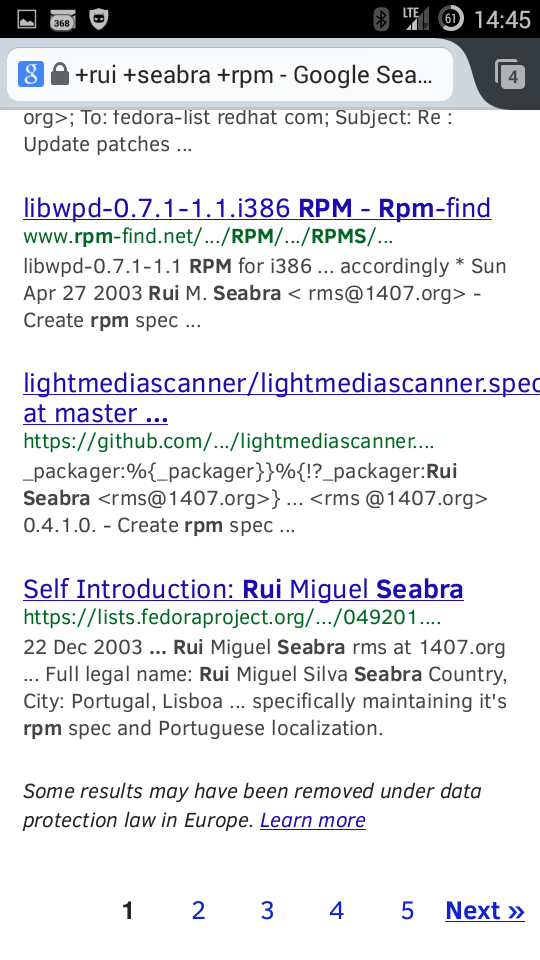 368
LTE
61
14:45
+rui +seabra +rpm - Google Sea...
4
org>; To: fedora-list redhat com; Subject: Re :
Update patches ...
libwpd-0.7.1-1.1.i386 RPM - Rpm-find
www.rpm-find.net/.../RPM/.../RPMS/...
libwpd-0.7.1-1.1 RPM for i386 ... accordingly * Sun
Apr 27 2003 Rui M. Seabra < rms@1407.org> -
Create rpm spec ...
lightmediascanner/lightmediascanner.spec
at master ...
https://github.com/.../lightmediascanner....
_packager:%{_packager}}%{!?_packager:Rui
Seabra <rms@1407.org>} ... <rms @1407.org>
0.4.1.0. - Create rpm spec ...
Self Introduction: Rui Miguel Seabra
https://lists.fedoraproject.org/.../049201....
22 Dec 2003 ... Rui Miguel Seabra rms at 1407.org
... Full legal name: Rui Miguel Silva Seabra Country,
City: Portugal, Lisboa ... specifically maintaining it's
rpm spec and Portuguese localization.
Some results may have been removed under data
protection law in Europe. Learn more
1 2 3 4 5 Next »